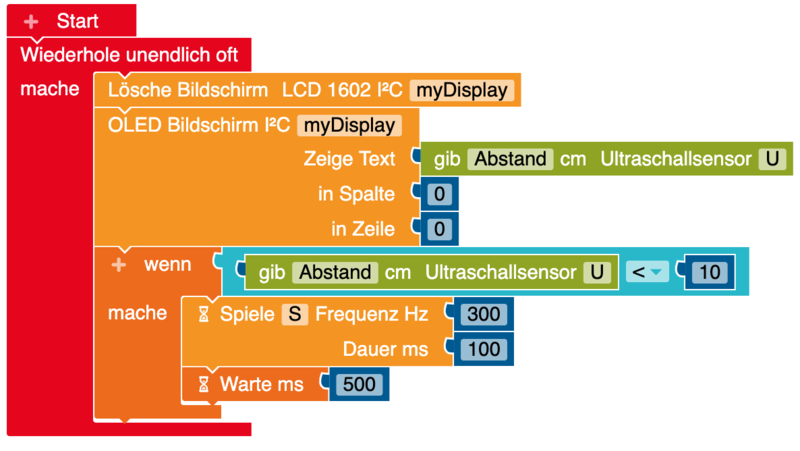 + Start
Wiederhole unendlich oft
mache
Lösche Bildschirm LCD 1602 I²C myDisplay
OLED Bildschirm I²C myDisplay
Zeige Text gib Abstand cm Ultraschallsensor U
in Spalte 0
in Zeile 0
+ wenn gib Abstand cm Ultraschallsensor U < 10
mache Spiele S Frequenz Hz 300
Dauer ms 100
Warte ms 500